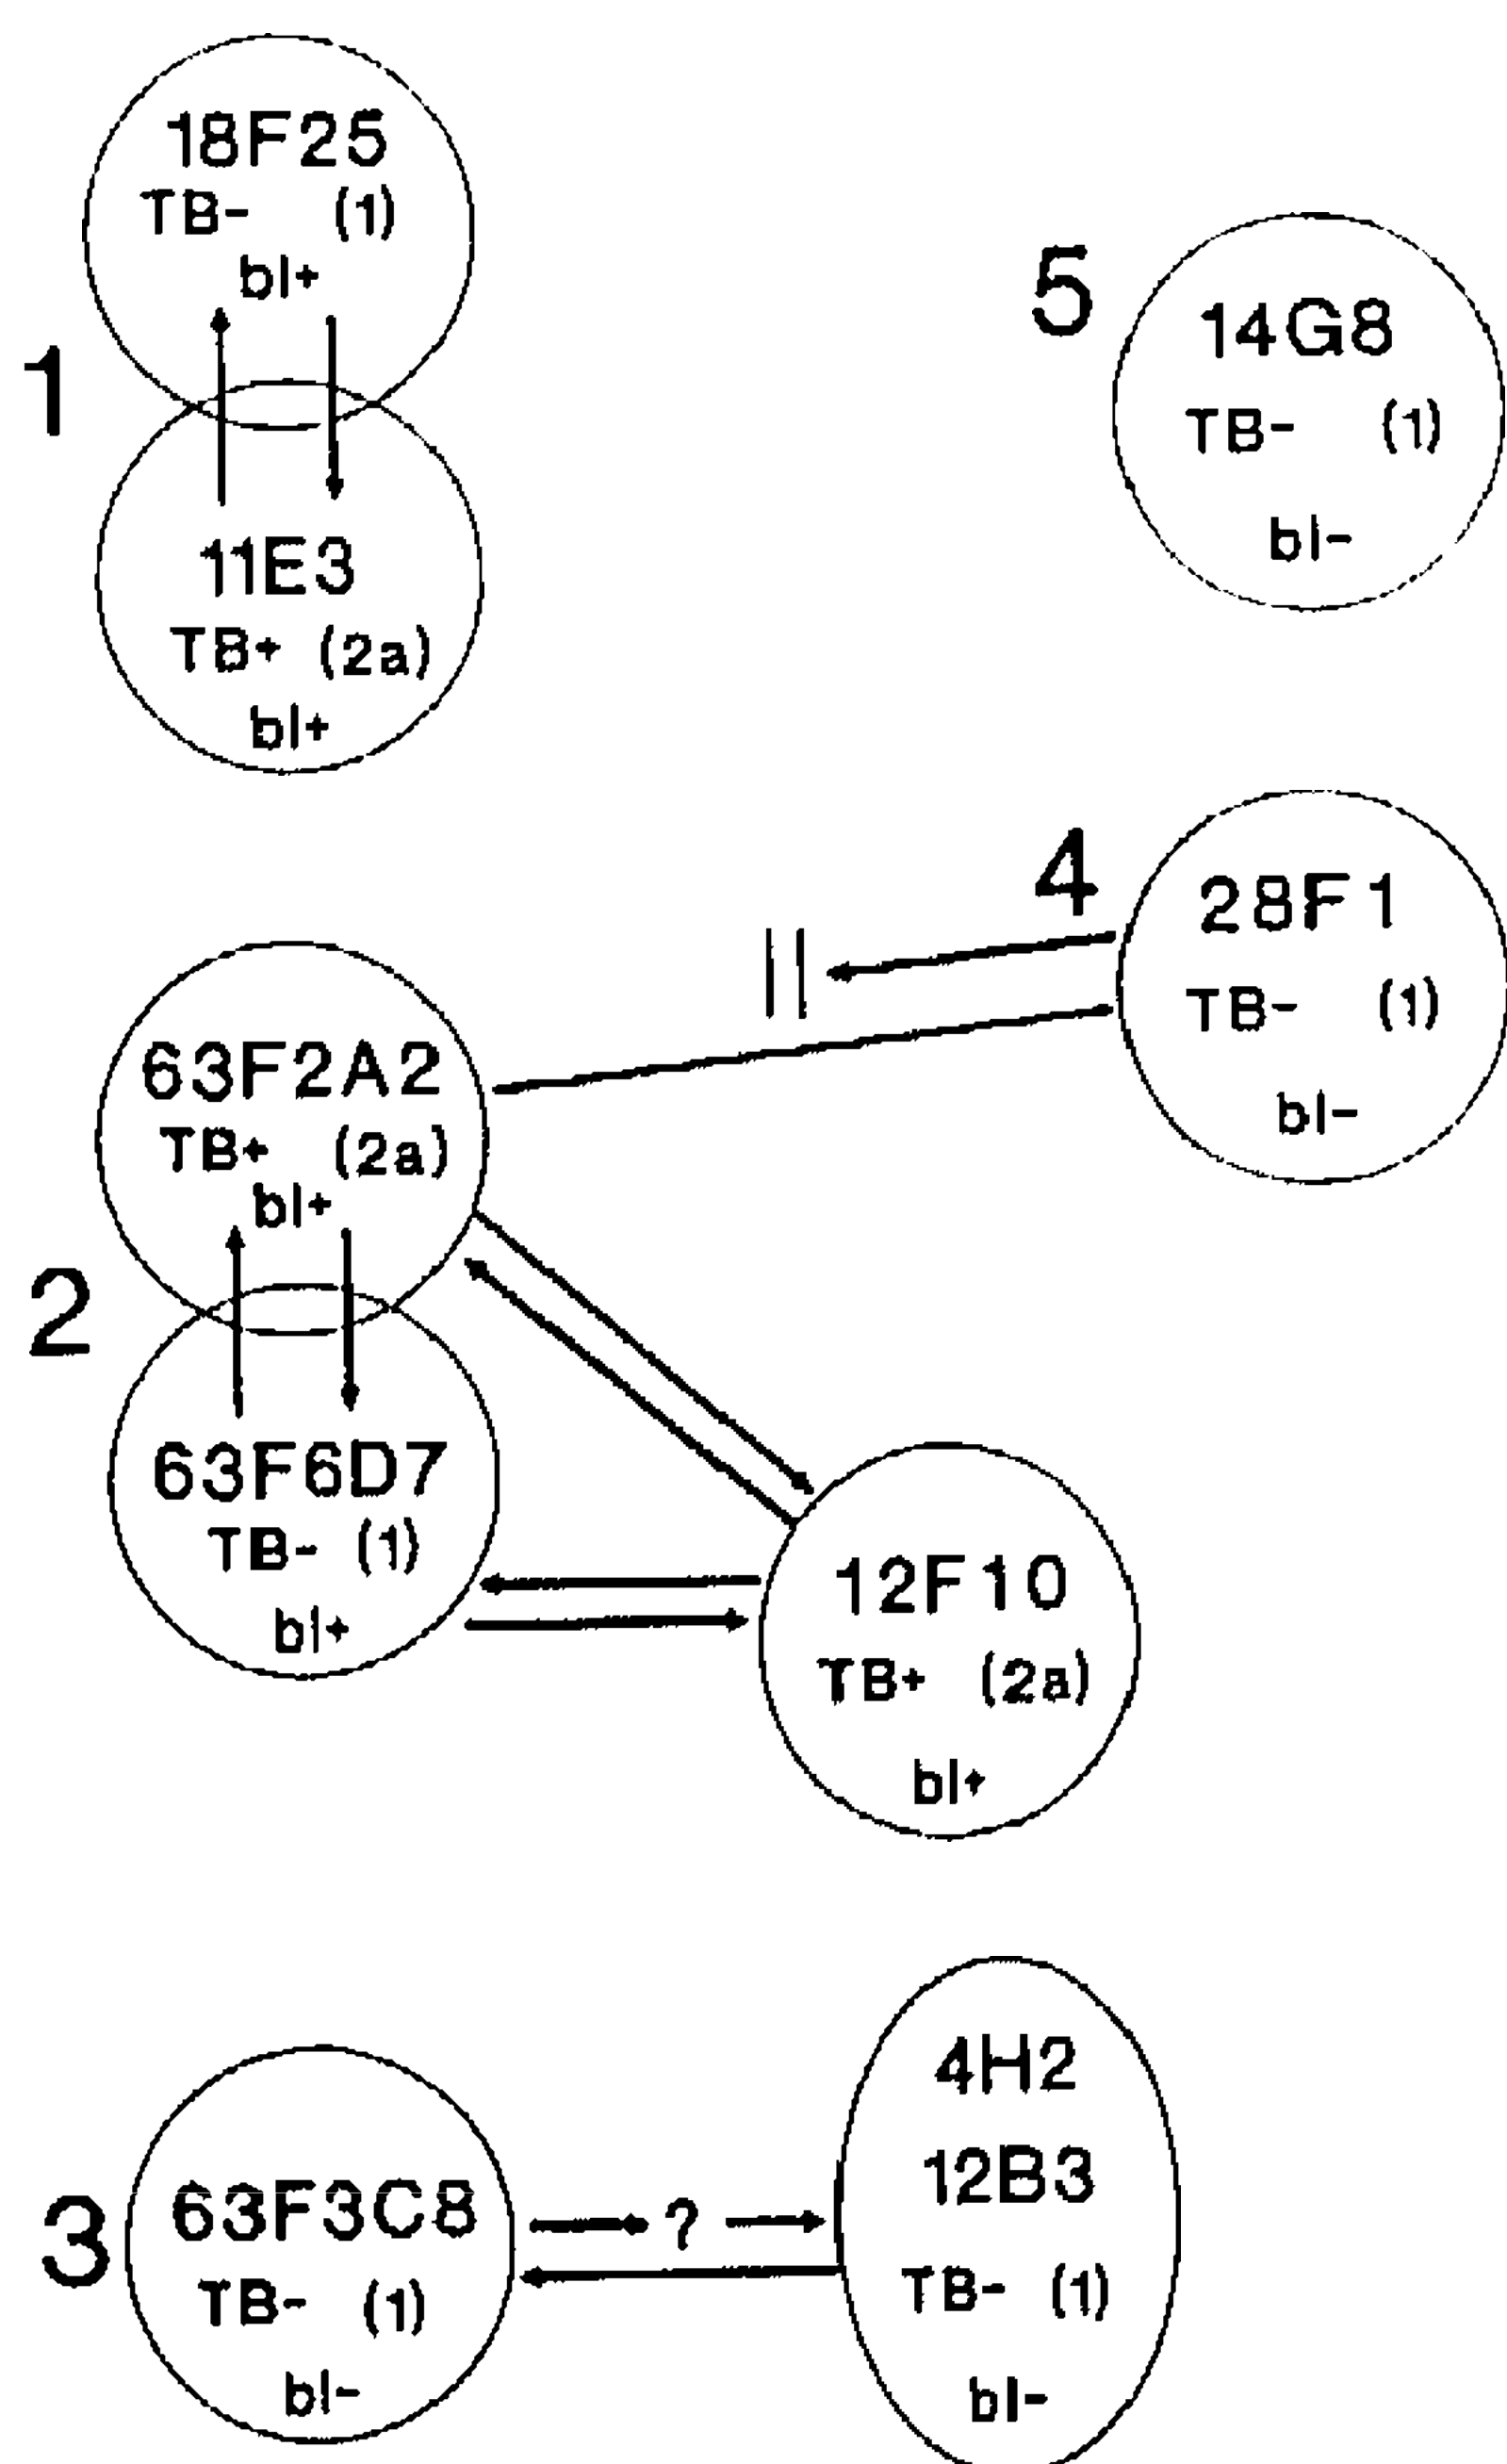 1
18F25
TB- (1)
bl+
11E3
TB+ (2a)
bl+
5
14G8
TB- (1)
bl-
4
28F1
TB- (1)
bl-
2
63F2A2
TB+ (2a)
bl+
63F6D7
TB- (1)
bl+
12F10
TB+ (2a)
bl+
3
63F3C8
TB- (1)
bl-
?
4H2
12B3
TB- (1)
bl-